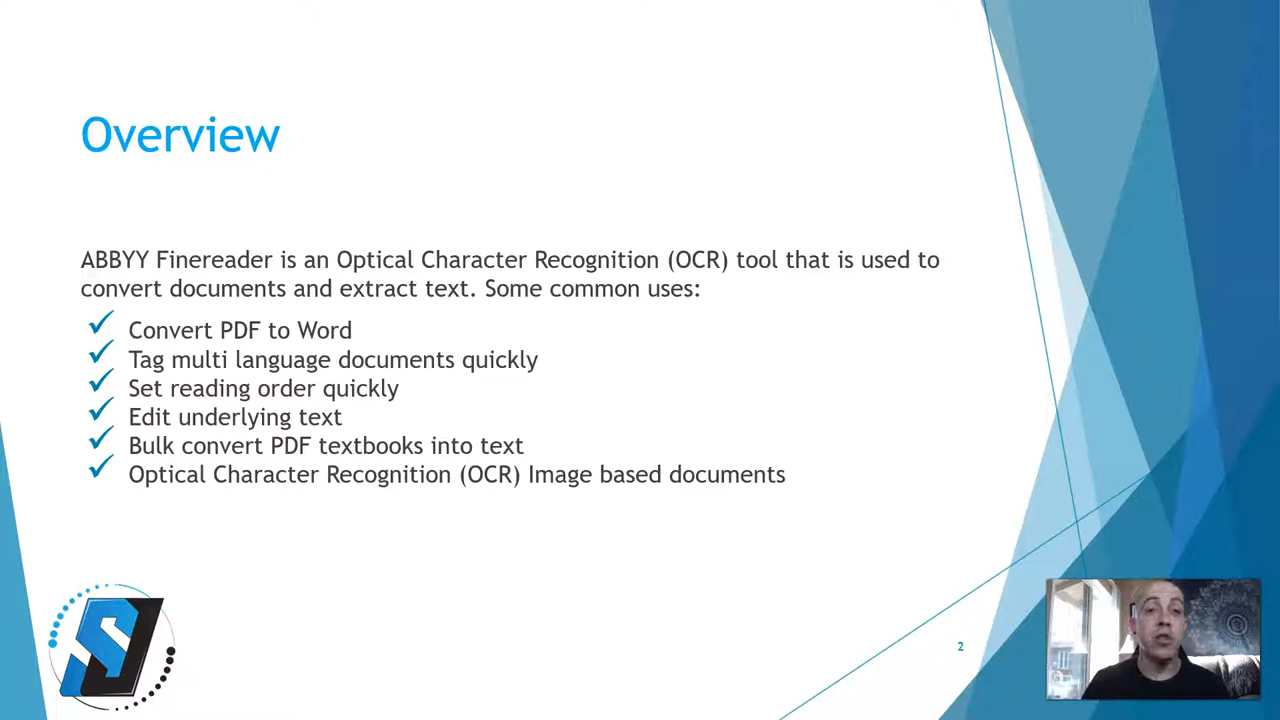 Overview
ABBYY Finereader is an Optical Character Recognition (OCR) tool that is used to
convert documents and extract text. Some common uses:
Convert PDF to Word
Tag multi language documents quickly
Set reading order quickly
Edit underlying text
Bulk convert PDF textbooks into text
Optical Character Recognition (OCR) Image based documents
2